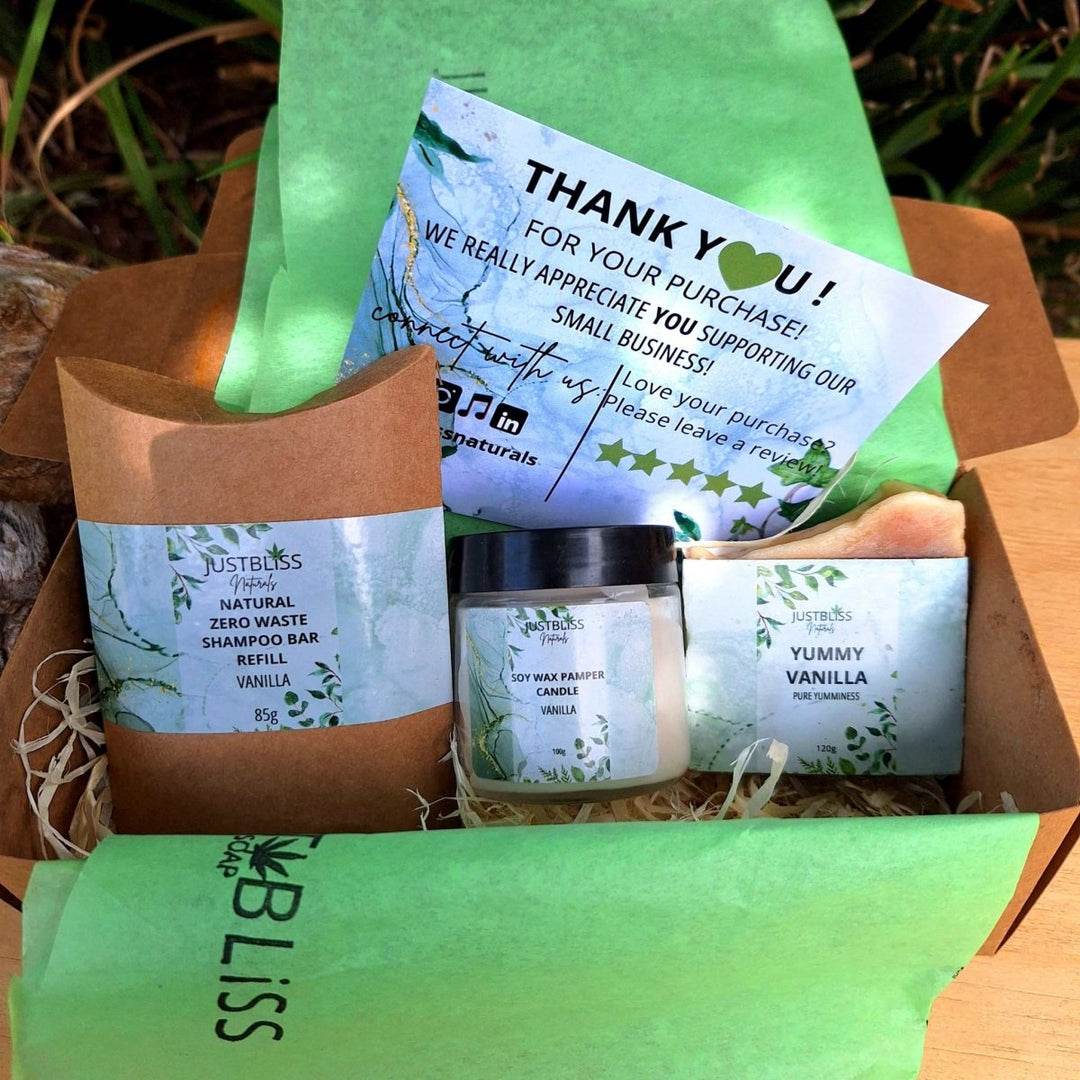 THANK YOU!
FOR YOUR PURCHASE!
WE REALLY APPRECIATE YOU SUPPORTING OUR
SMALL BUSINESS!
connect with us:
Love your purchase?
Please leave a review!
in
ssnaturals
JUSTBLiSS
Naturals
NATURAL
ZERO WASTE
SHAMPOO BAR
REFILL
VANILLA
85g
JUSTBLiSS
Naturals
SOY WAX PAMPER
CANDLE
VANILLA
100g
JUSTBLiSS
Naturals
YUMMY
VANILLA
PURE YUMMINESS
120g
T BLiSS
SOAP